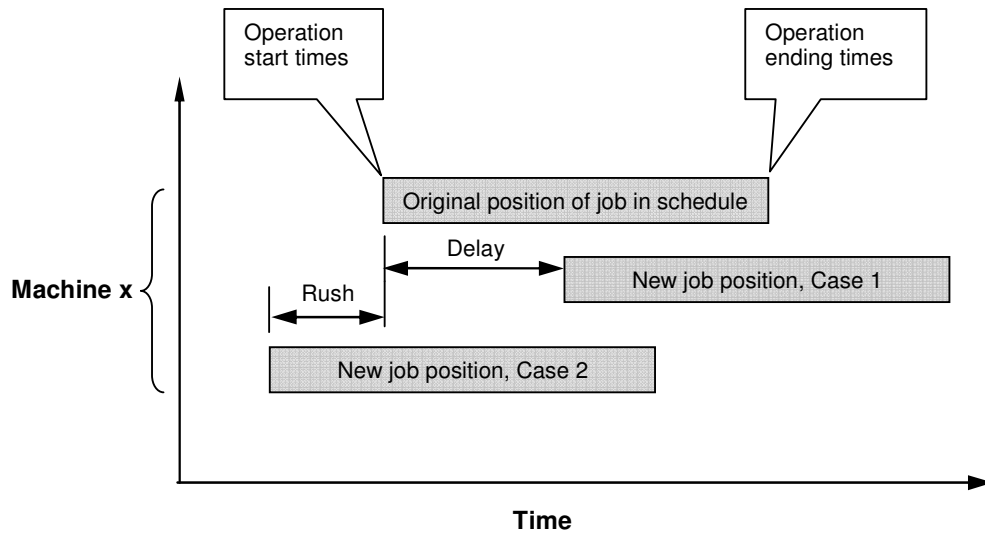 Operation
start times
Operation
ending times
Original position of job in schedule
Delay
New job position, Case 1
Machine x
Rush
New job position, Case 2
Time